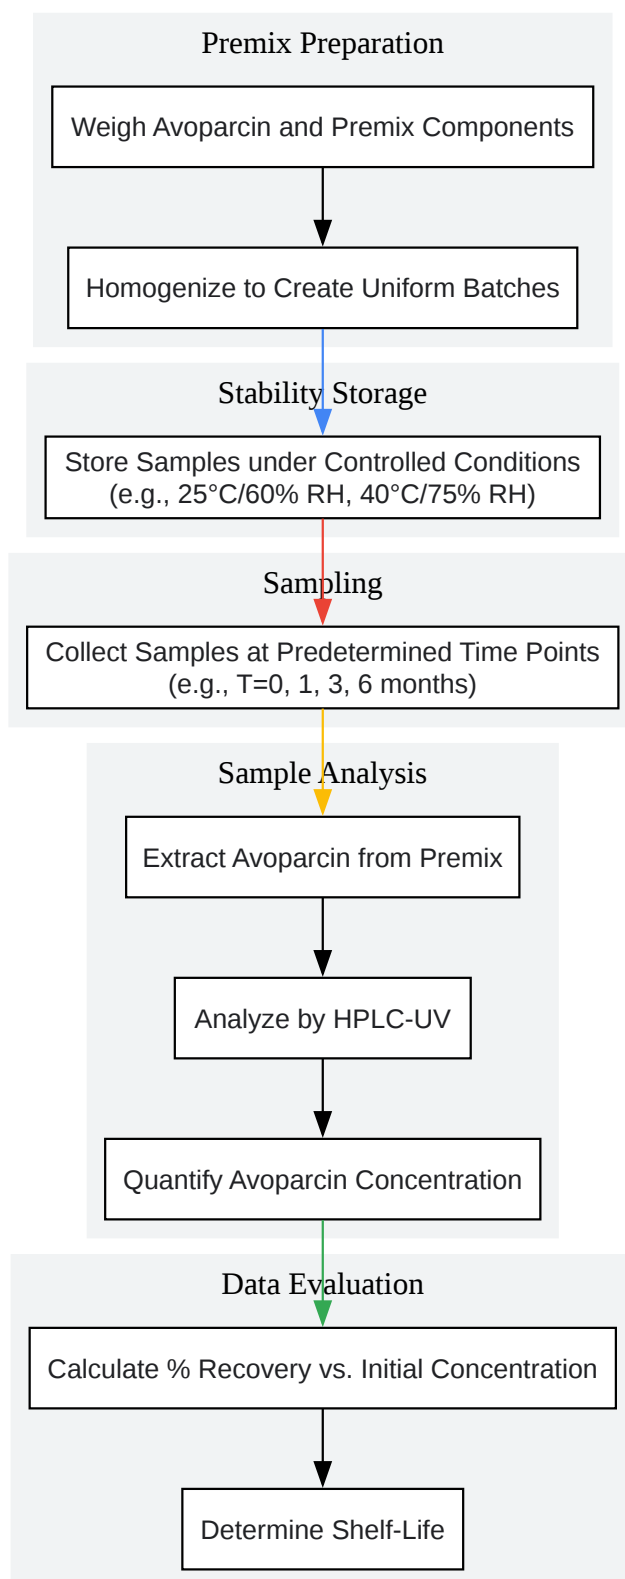 Premix Preparation
Weigh Avoparcin and Premix Components
Homogenize to Create Uniform Batches
Stability Storage
Store Samples under Controlled Conditions
(e.g., 25°C/60% RH, 40°C/75% RH)
Sampling
Collect Samples at Predetermined Time Points
(e.g., T=0, 1, 3, 6 months)
Sample Analysis
Extract Avoparcin from Premix
Analyze by HPLC-UV
Quantify Avoparcin Concentration
Data Evaluation
Calculate % Recovery vs. Initial Concentration
Determine Shelf-Life